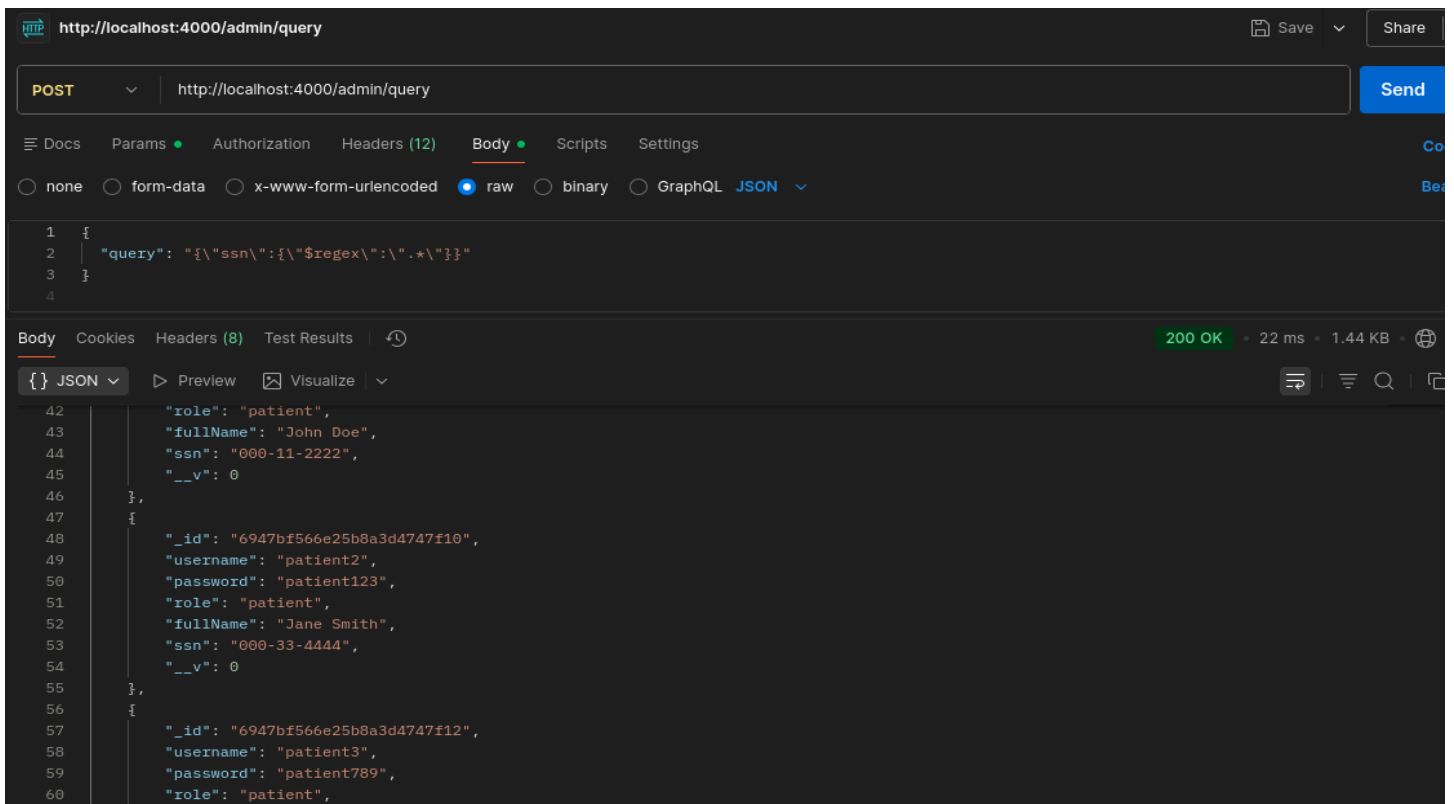 HTTP http://localhost:4000/admin/query Save Share
POST http://localhost:4000/admin/query Send
Docs Params Authorization Headers (12) Body Scripts Settings Co
none form-data x-www-form-urlencoded raw binary GraphQL JSON Bea
1 {
2 "query": "{\"ssn\":{\"$regex\":\".*\"}}"
3 }
4
Body Cookies Headers (8) Test Results 200 OK 22 ms 1.44 KB
{} JSON Preview Visualize
42 "role": "patient",
43 "fullName": "John Doe",
44 "ssn": "000-11-2222",
45 "__v": 0
46 },
47 {
48 "_id": "6947bf566e25b8a3d4747f10",
49 "username": "patient2",
50 "password": "patient123",
51 "role": "patient",
52 "fullName": "Jane Smith",
53 "ssn": "000-33-4444",
54 "__v": 0
55 },
56 {
57 "_id": "6947bf566e25b8a3d4747f12",
58 "username": "patient3",
59 "password": "patient789",
60 "role": "patient",